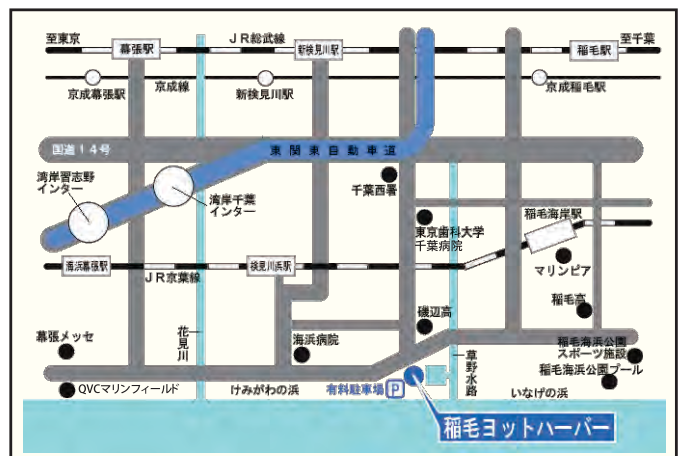 至東京
JR総武線
至千葉
幕張駅
新検見川駅
稲毛駅
京成線
京成幕張駅
新検見川駅
京成稲毛駅
国道14号
東関東自動車道
湾岸習志野
インター
湾岸千葉
インター
千葉西署
東京歯科大学
千葉病院
稲毛海岸駅
マリンピア
海浜幕張駅
JR京葉線
検見川浜駅
稲毛高
磯辺高
花見川
海浜病院
幕張メッセ
稲毛海浜公園
スポーツ施設
草野水路
稲毛海浜公園プール
QVCマリンフィールド
けみがわの浜
有料駐車場 P
いなげの浜
稲毛ヨットハーバー